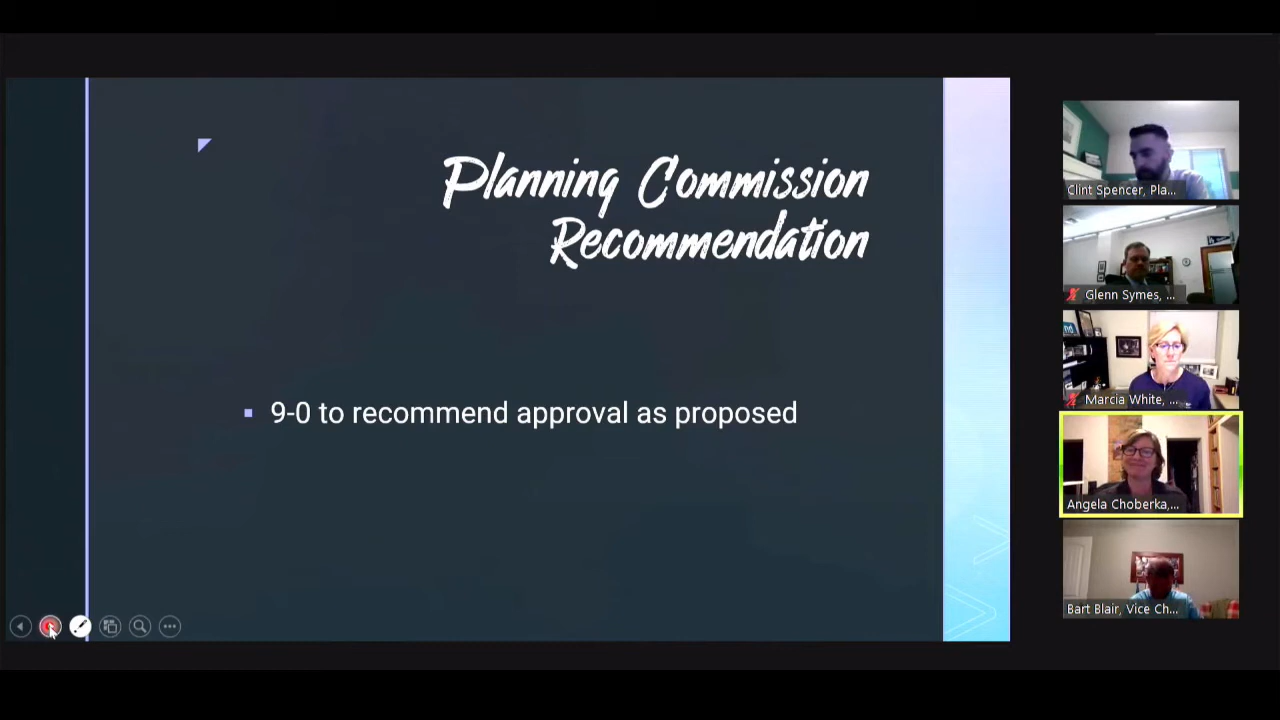 Planning Commission
Recommendation
9-0 to recommend approval as proposed
Clint Spencer, Pla...
Glenn Symes, ...
Marcia White, ...
Angela Choberka,...
Bart Blair, Vice Ch...